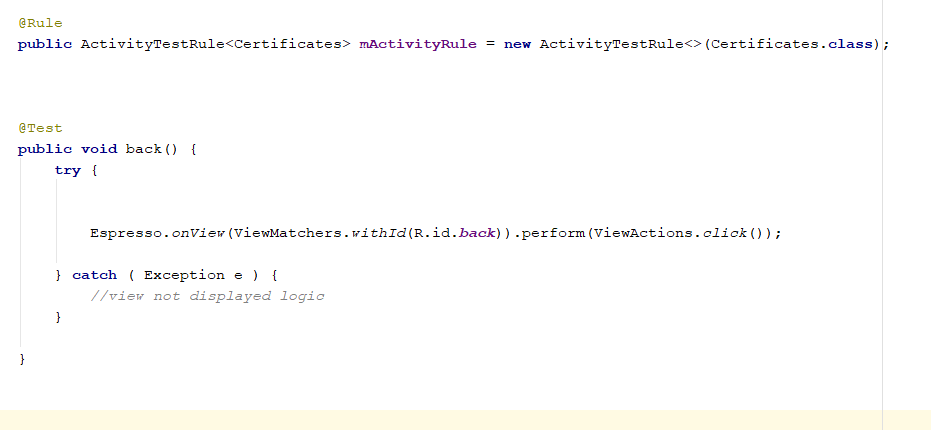 @Rule
public ActivityTestRule<Certificates> mActivityRule = new ActivityTestRule<>(Certificates.class);
@Test
public void back() {
try {
Espresso.onView(ViewMatchers.withId(R.id.back)).perform(ViewActions.click());
} catch ( Exception e ) {
//view not displayed logic
}
}